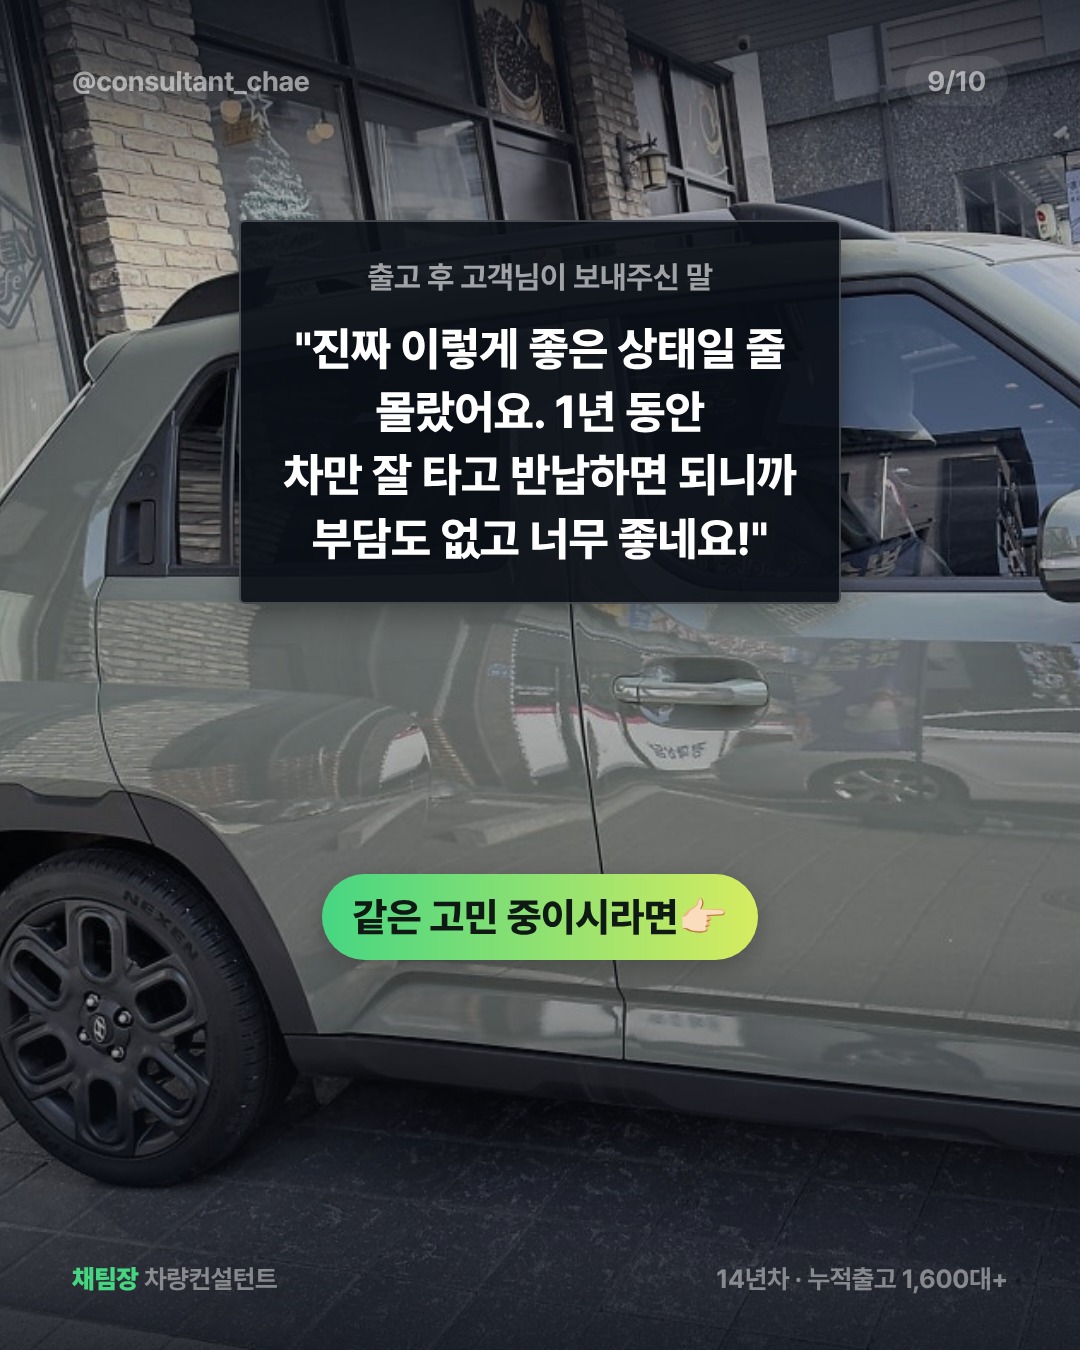 @consultant_chae
9/10
출고 후 고객님이 보내주신 말
"진짜 이렇게 좋은 상태일 줄
몰랐어요. 1년 동안
차만 잘 타고 반납하면 되니까
부담도 없고 너무 좋네요!"
같은 고민 중이시라면👉🏻
NEXEN
채팀장 차량컨설턴트
14년차 · 누적출고 1,600대+